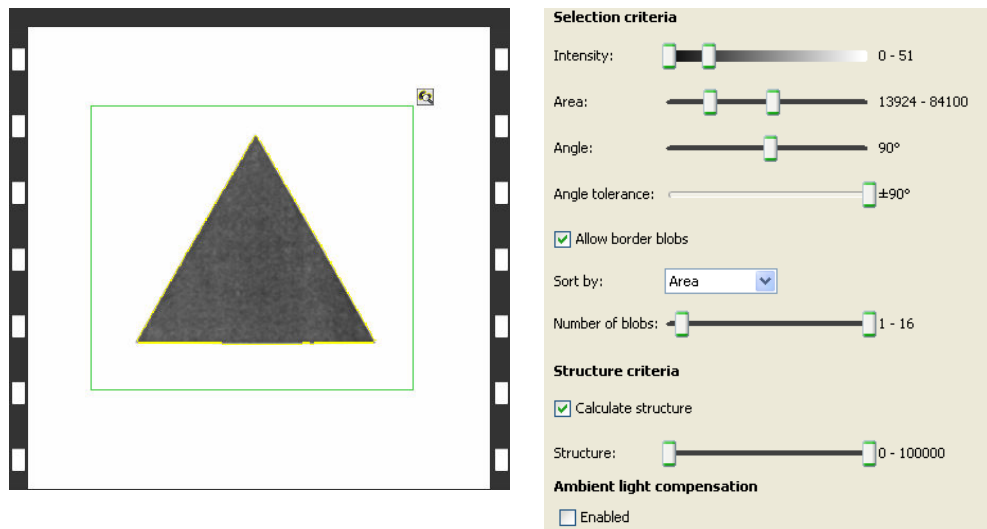 Selection criteria
Intensity: 0 - 51
Area: 13924 - 84100
Angle: 90°
Angle tolerance: ±90°
Allow border blobs
Sort by: Area
Number of blobs: 1 - 16
Structure criteria
Calculate structure
Structure: 0 - 100000
Ambient light compensation
Enabled